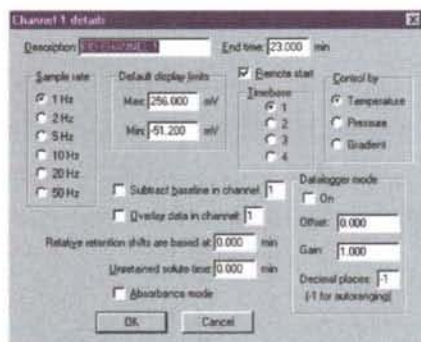 Channel 1 details
Description: CHANNEL 1 End time: 23.000 min
Sample rate
1 Hz
2 Hz
5 Hz
10 Hz
20 Hz
50 Hz
Default display limits
Max: 256.000 mV
Min: -51.200 mV
Remote start
Timebase
1
2
3
4
Control by
Temperature
Pressure
Gradient
Subtract baseline in channel: 1
Overlay data in channel: 1
Relative retention shifts are based at: 0.000 min
Unretained solute time: 0.000 min
Absorbance mode
Datalogger mode
On
Offset: 0.000
Gain: 1.000
Decimal places: -1
(-1 for autoranging)
OK Cancel